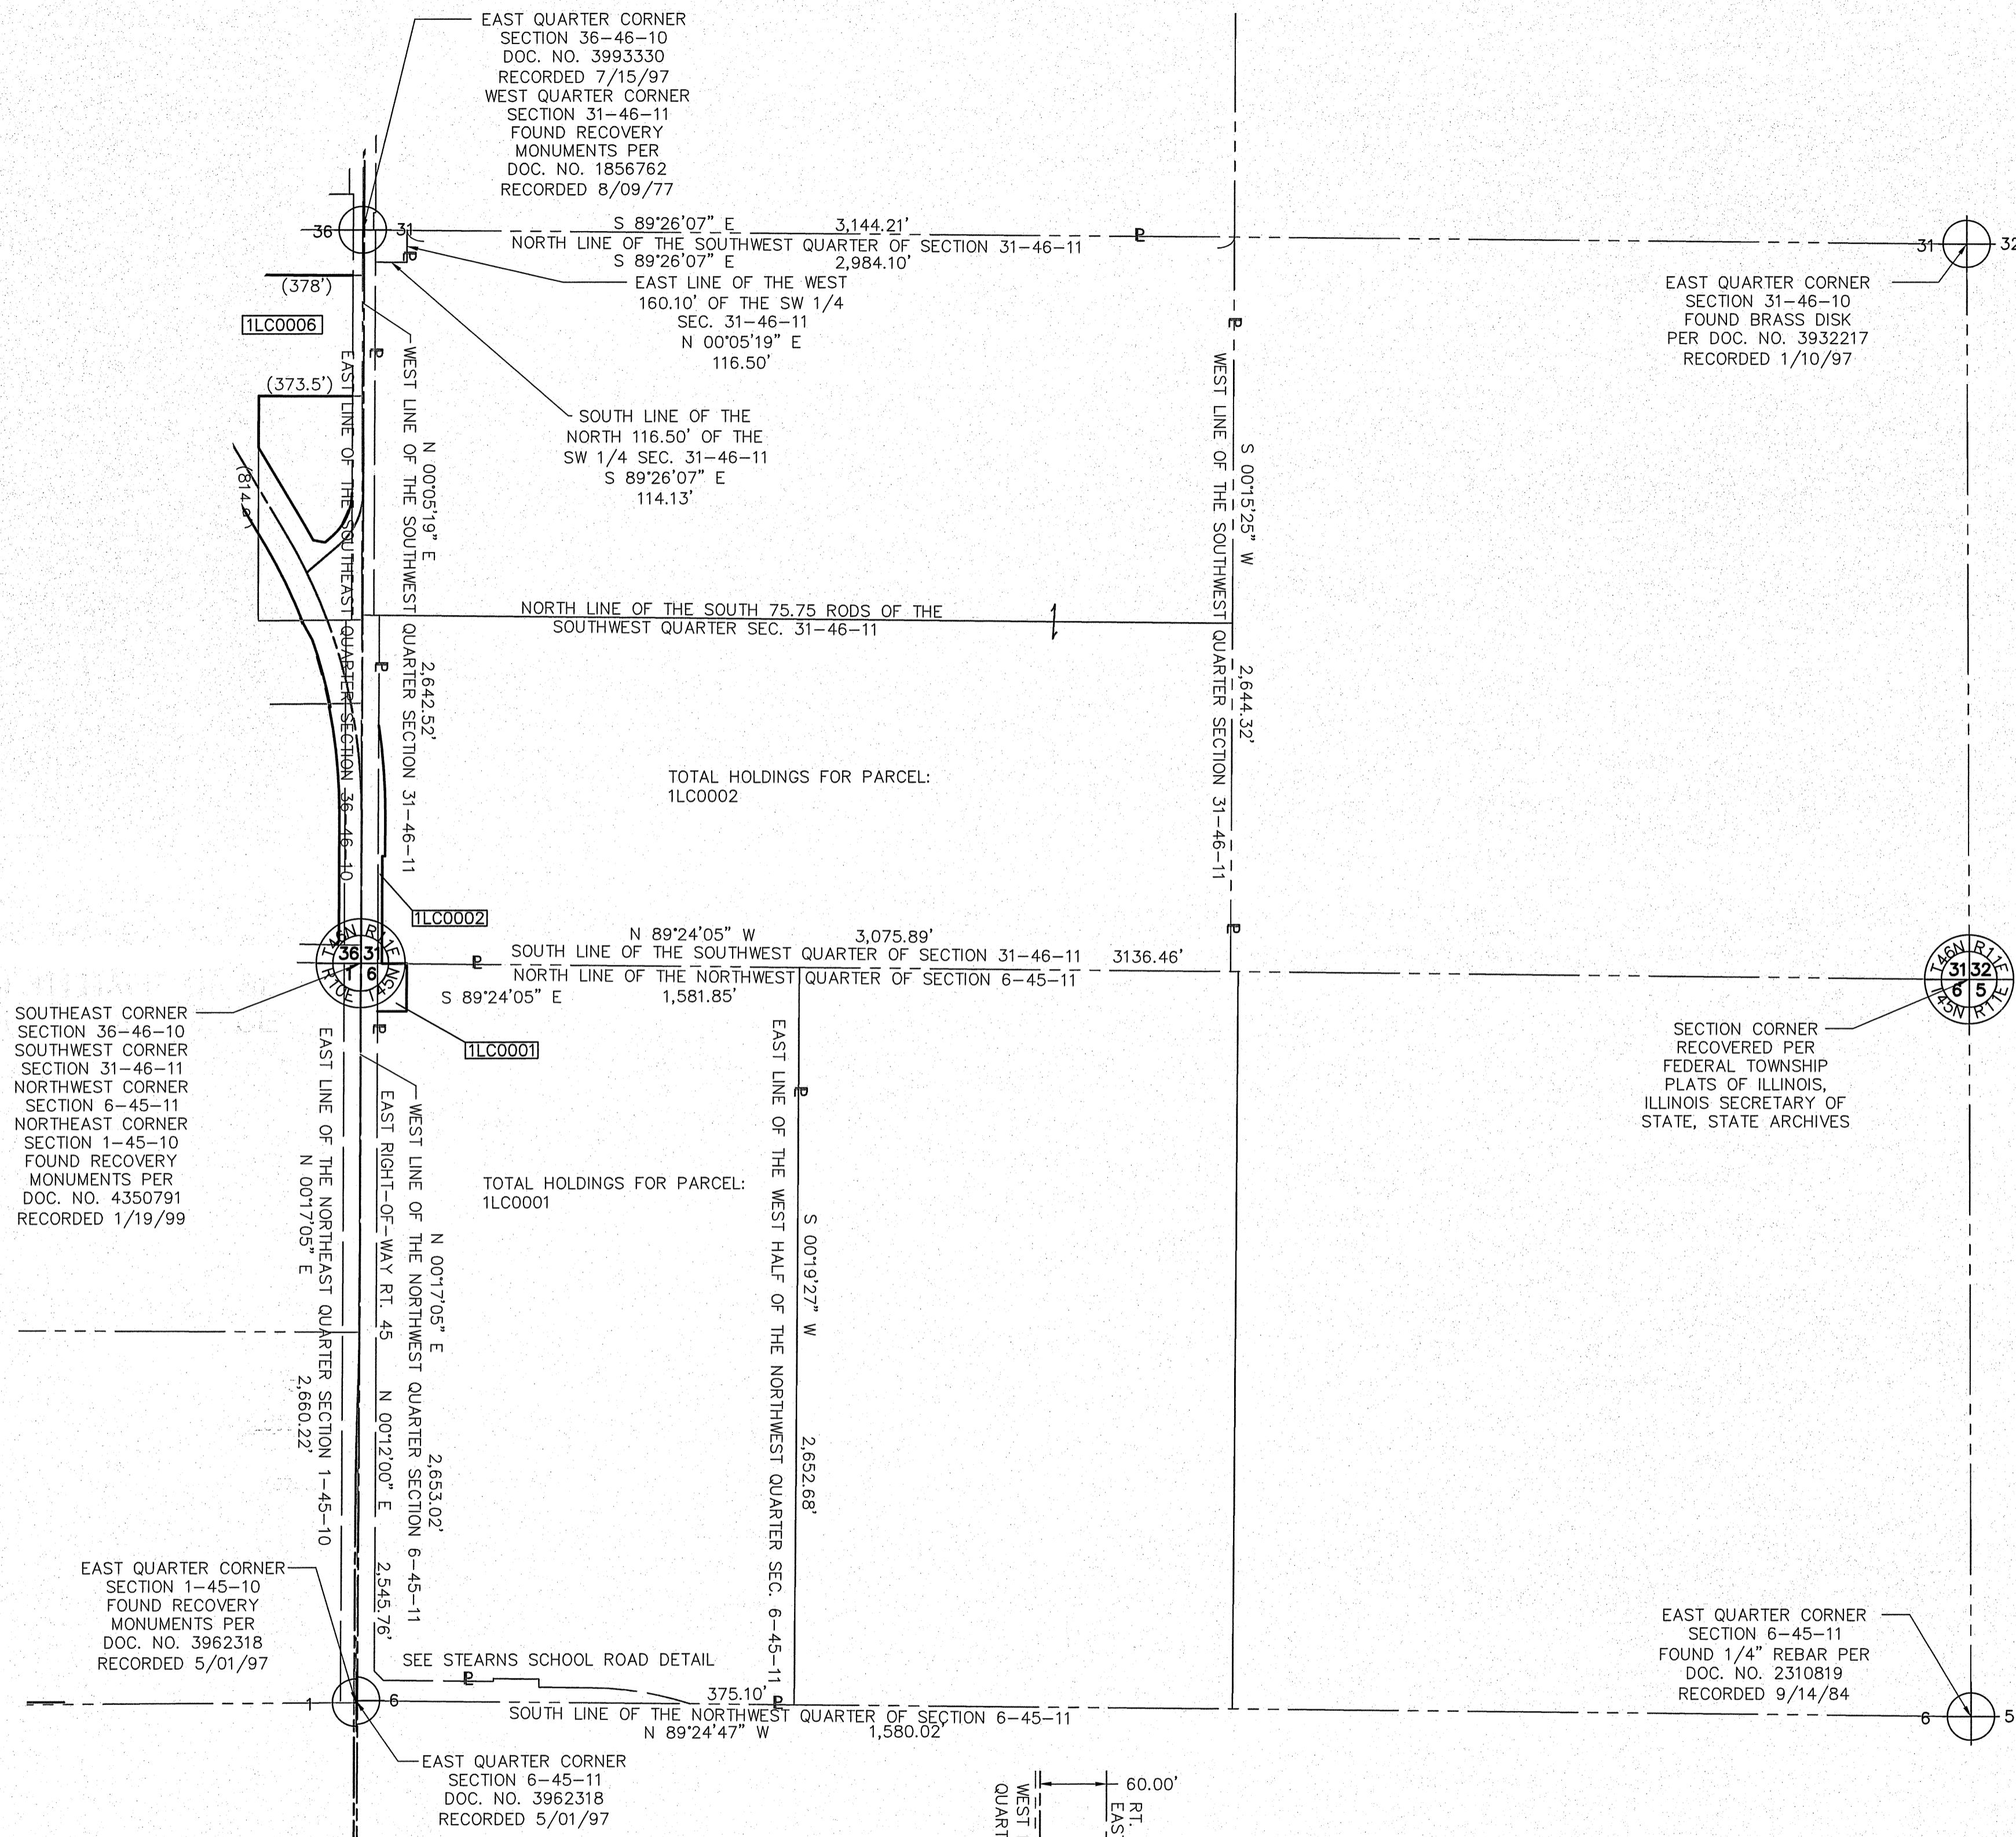 EAST QUARTER CORNER
SECTION 36-46-10
DOC. NO. 3993330
RECORDED 7/15/97
WEST QUARTER CORNER
SECTION 31-46-11
FOUND RECOVERY
MONUMENTS PER
DOC. NO. 1856762
RECORDED 8/09/77
36
31
S 89°26'07" E 3,144.21'
NORTH LINE OF THE SOUTHWEST QUARTER OF SECTION 31-46-11
S 89°26'07" E 2,984.10'
EAST LINE OF THE WEST
160.10' OF THE SW 1/4
SEC. 31-46-11
N 00°05'19" E
116.50'
SOUTH LINE OF THE
NORTH 116.50' OF THE
SW 1/4 SEC. 31-46-11
S 89°26'07" E
114.13'
31
32
EAST QUARTER CORNER
SECTION 31-46-10
FOUND BRASS DISK
PER DOC. NO. 3932217
RECORDED 1/10/97
(378')
1LC0006
(373.5')
EAST LINE OF THE SOUTHEAST QUARTER SECTION 36-46-10
WEST LINE OF THE SOUTHWEST QUARTER SECTION 31-46-11
N 00°05'19" E 2,642.52'
WEST LINE OF THE SOUTHWEST QUARTER SECTION 31-46-11
S 00°15'25" W 2,644.32'
NORTH LINE OF THE SOUTH 75.75 RODS OF THE
SOUTHWEST QUARTER SEC. 31-46-11
TOTAL HOLDINGS FOR PARCEL:
1LC0002
1LC0002
N 89°24'05" W 3,075.89'
SOUTH LINE OF THE SOUTHWEST QUARTER OF SECTION 31-46-11 3136.46'
NORTH LINE OF THE NORTHWEST QUARTER OF SECTION 6-45-11
S 89°24'05" E 1,581.85'
T46N R11E
36 31
1 6
R10E T45N
T46N R11E
31 32
6 5
T45N R11E
1LC0001
SOUTHEAST CORNER
SECTION 36-46-10
SOUTHWEST CORNER
SECTION 31-46-11
NORTHWEST CORNER
SECTION 6-45-11
NORTHEAST CORNER
SECTION 1-45-10
FOUND RECOVERY
MONUMENTS PER
DOC. NO. 4350791
RECORDED 1/19/99
SECTION CORNER
RECOVERED PER
FEDERAL TOWNSHIP
PLATS OF ILLINOIS,
ILLINOIS SECRETARY OF
STATE, STATE ARCHIVES
TOTAL HOLDINGS FOR PARCEL:
1LC0001
EAST LINE OF THE NORTHEAST QUARTER SECTION 1-45-10
N 00°17'05" E 2,660.22'
EAST RIGHT-OF-WAY RT. 45 N 00°12'00" E 2,545.76'
WEST LINE OF THE NORTHWEST QUARTER SECTION 6-45-11
N 00°17'05" E 2,653.02'
EAST LINE OF THE WEST HALF OF THE NORTHWEST QUARTER SEC. 6-45-11
S 00°19'27" W 2,652.68'
EAST QUARTER CORNER
SECTION 1-45-10
FOUND RECOVERY
MONUMENTS PER
DOC. NO. 3962318
RECORDED 5/01/97
SEE STEARNS SCHOOL ROAD DETAIL
375.10'
1
6
SOUTH LINE OF THE NORTHWEST QUARTER OF SECTION 6-45-11
N 89°24'47" W 1,580.02'
EAST QUARTER CORNER
SECTION 6-45-11
DOC. NO. 3962318
RECORDED 5/01/97
EAST QUARTER CORNER
SECTION 6-45-11
FOUND 1/4" REBAR PER
DOC. NO. 2310819
RECORDED 9/14/84
6
5
60.00'
RT.
WEST